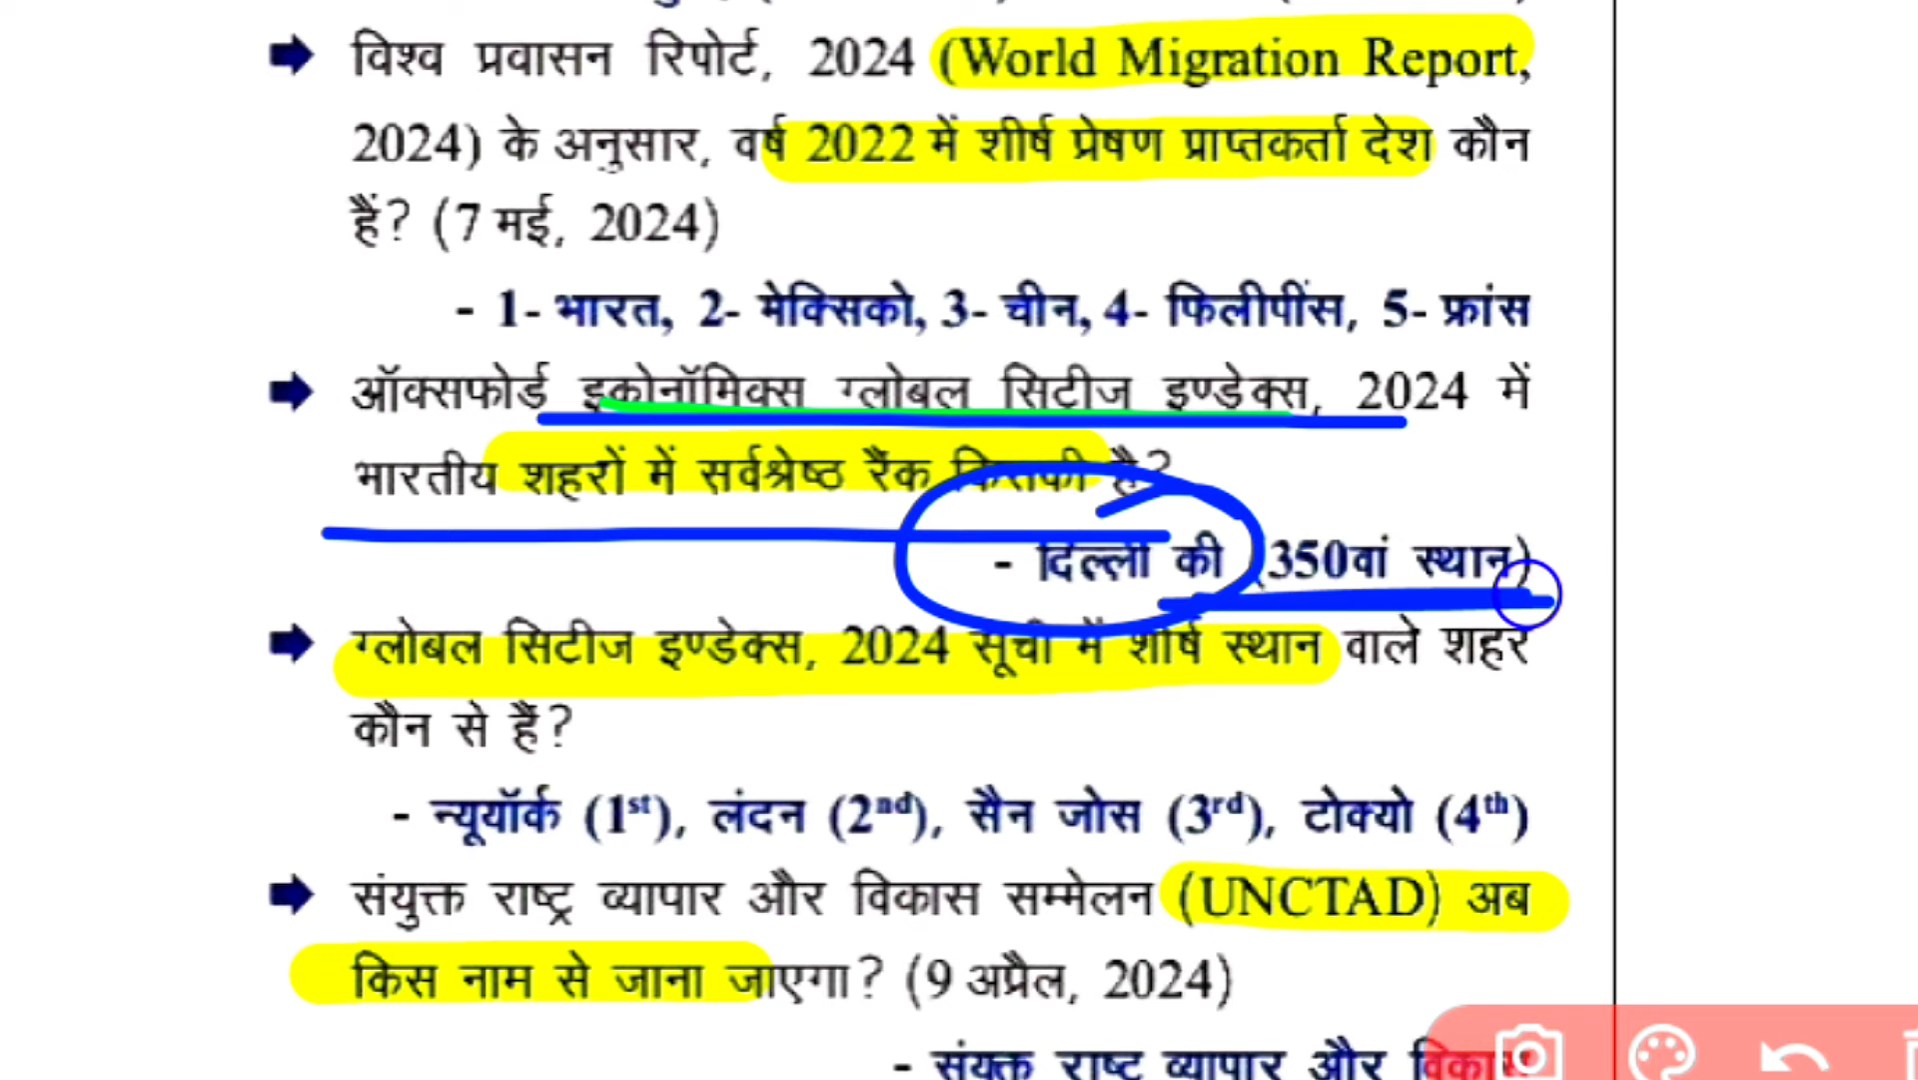 विश्व प्रवासन रिपोर्ट, 2024 (World Migration Report,
2024) के अनुसार, वर्ष 2022 में शीर्ष प्रेषण प्राप्तकर्ता देश कौन
हैं? (7 मई, 2024)
- 1- भारत, 2- मेक्सिको, 3- चीन, 4- फिलीपींस, 5- फ्रांस
ऑक्सफोर्ड इकोनॉमिक्स ग्लोबल सिटीज इण्डेक्स, 2024 में
भारतीय शहरों में सर्वश्रेष्ठ रैंक किसकी है?
- दिल्ली की (350वां स्थान)
ग्लोबल सिटीज इण्डेक्स, 2024 सूची में शीर्ष स्थान वाले शहर
कौन से हैं?
- न्यूयॉर्क (1st), लंदन (2nd), सैन जोस (3rd), टोक्यो (4th)
संयुक्त राष्ट्र व्यापार और विकास सम्मेलन (UNCTAD) अब
किस नाम से जाना जाएगा? (9 अप्रैल, 2024)
- संयुक्त राष्ट्र व्यापार और विकास